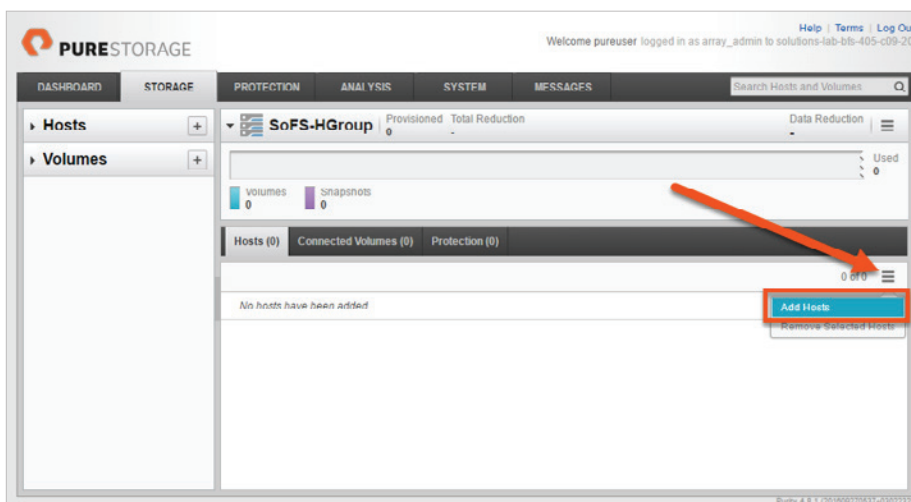 Help | Terms | Log Ou
PURESTORAGE
Welcome pureuser logged in as array_admin to solutions-lab-bfs-405-c09-20
DASHBOARD STORAGE PROTECTION ANALYSIS SYSTEM MESSAGES Search Hosts and Volumes
Hosts
Volumes
SoFS-HGroup Provisioned Total Reduction Data Reduction
0 - -
Used
0
Volumes Snapshots
0 0
Hosts (0) Connected Volumes (0) Protection (0)
0 of 0
No hosts have been added
Add Hosts
Remove Selected Hosts